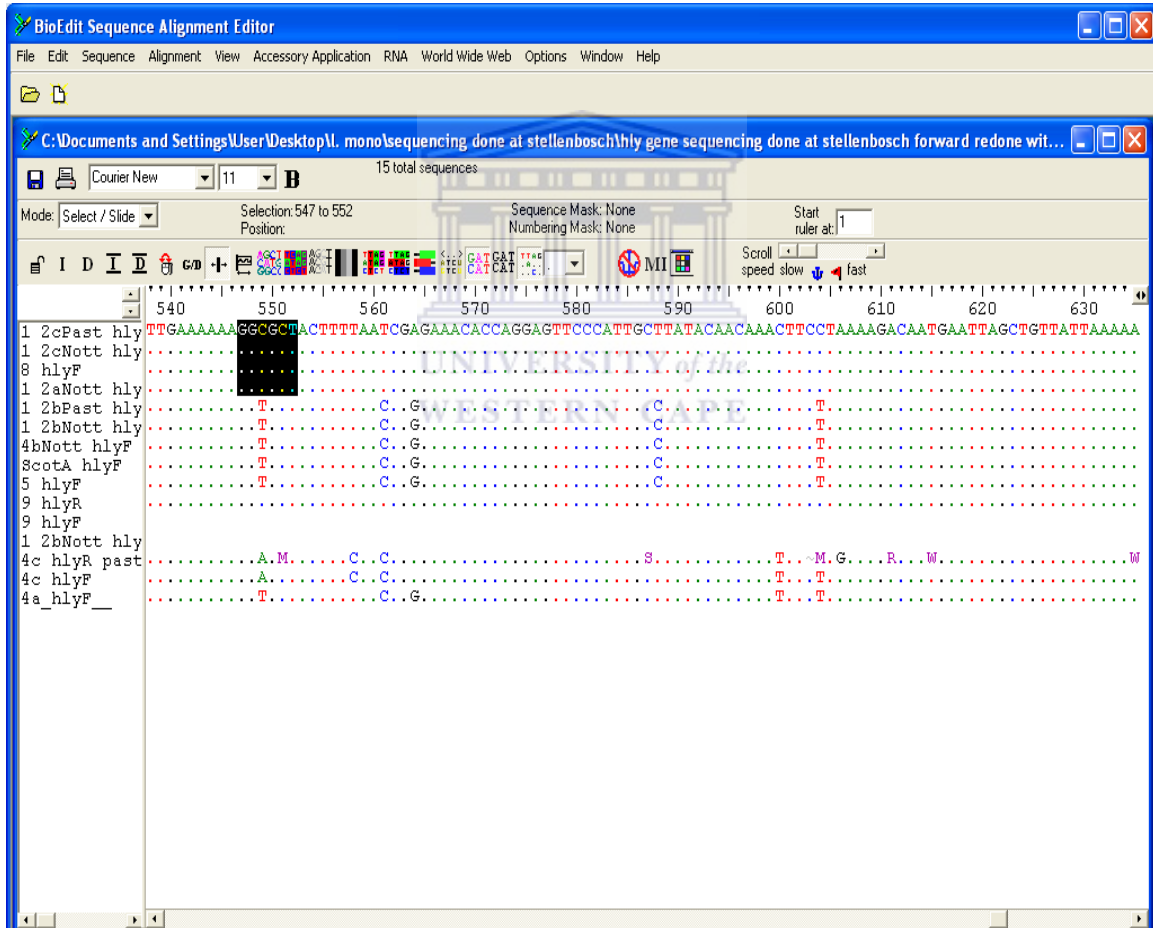 BioEdit Sequence Alignment Editor
File Edit Sequence Alignment View Accessory Application RNA World Wide Web Options Window Help
C:\Documents and Settings\User\Desktop\l. mono\sequencing done at stellenbosch\hly gene sequencing done at stellenbosch forward redone wit...
Courier New 11 B 15 total sequences
Mode: Select / Slide Selection: 547 to 552 Sequence Mask: None Start
Position: Numbering Mask: None ruler at: 1
I D I D G/D MI Scroll
speed slow fast
540 550 560 570 580 590 600 610 620 630
1 2cPast hly TTGAAAAAAGGCGCTACTTTTAATCGAGAAACACCAGGAGTTCCCATTGCTTATACAACAAACTTCCTAAAAGACAATGAATTAGCTGTTATTAAAAA
1 2cNott hly
8 hlyF
1 2aNott hly
1 2bPast hly T C..G C T
1 2bNott hly T C..G C T
4bNott hlyF T C..G C T
ScotA hlyF T C..G C T
5 hlyF T C..G C T
9 hlyR
9 hlyF
1 2bNott hly
4c hlyR past A.M C..C S T..~M.G R...W W
4c hlyF A C..C T...T
4a_hlyF__ T C..G T...T
UNIVERSITY of the
WESTERN CAPE